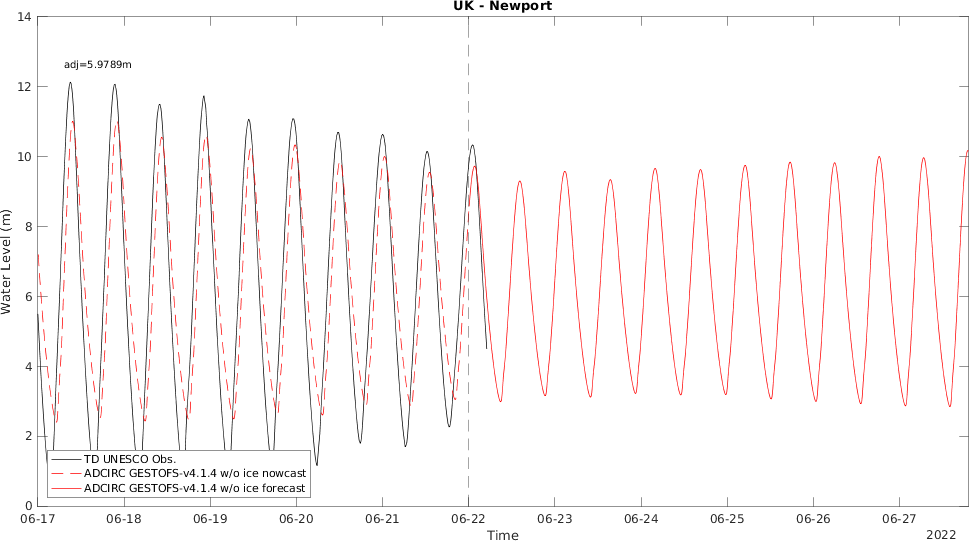 UK - Newport
14
12
10
8
6
4
2
0
Water Level (m)
adj=5.9789m
TD UNESCO Obs.
ADCIRC GESTOFS-v4.1.4 w/o ice nowcast
ADCIRC GESTOFS-v4.1.4 w/o ice forecast
06-17 06-18 06-19 06-20 06-21 06-22 06-23 06-24 06-25 06-26 06-27
Time
2022